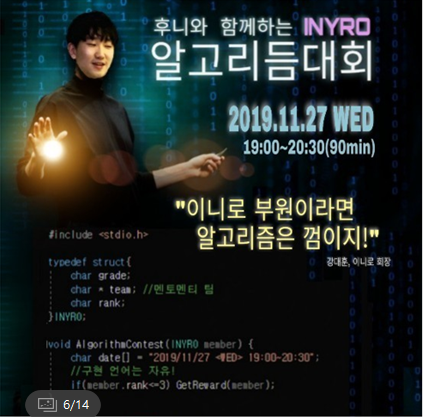 후니와 함께하는 INYRO
알고리듬대회
2019.11.27 WED
19:00~20:30(90min)
"이니로 부원이라면
알고리즘은 껌이지!"
강대훈, 이니로 회장
#include <stdio.h>
typedef struct{
char grade;
char * team; //멘토멘티 팀
char rank;
}INYRO;
void AlgorithmContest(INYRO member) {
char date[] = "2019/11/27 <WED> 19:00~20:30";
//구현 언어는 자유!
if(member.rank<=3) GetReward(member);
6/14